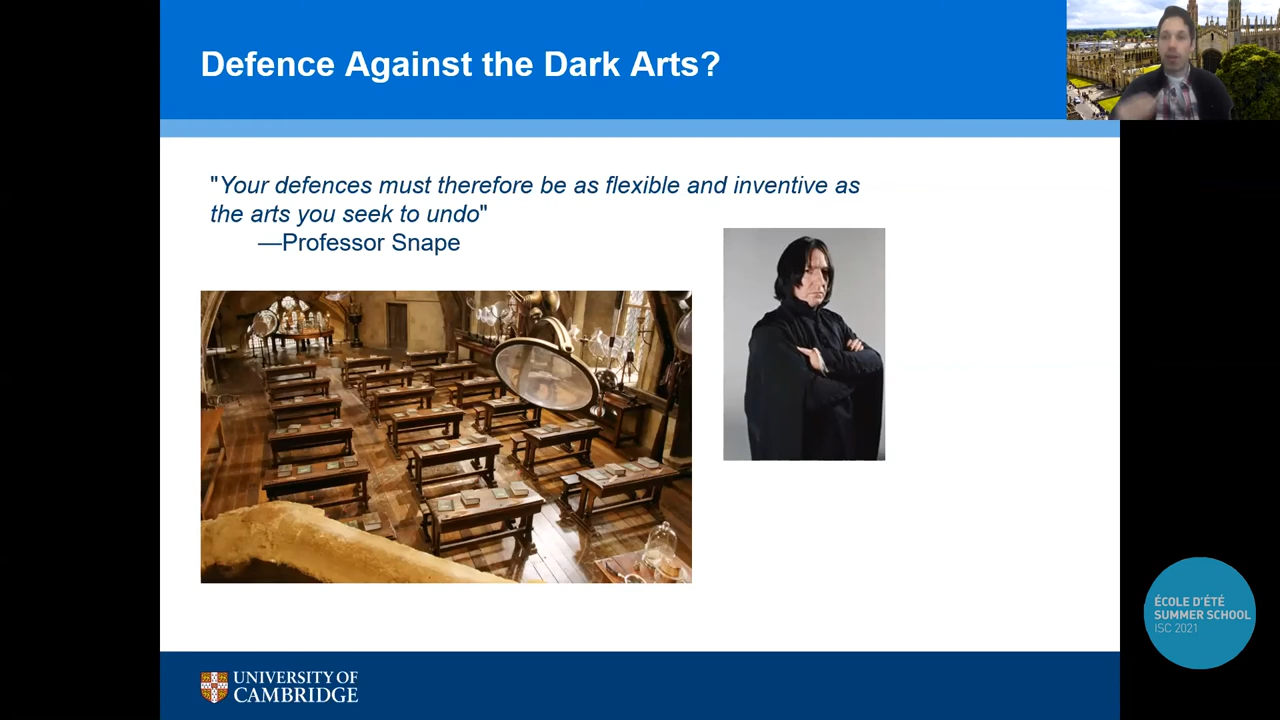 Defence Against the Dark Arts?
"Your defences must therefore be as flexible and inventive as
the arts you seek to undo"
—Professor Snape
ÉCOLE D'ÉTÉ
SUMMER SCHOOL
ISC 2021
UNIVERSITY OF
CAMBRIDGE